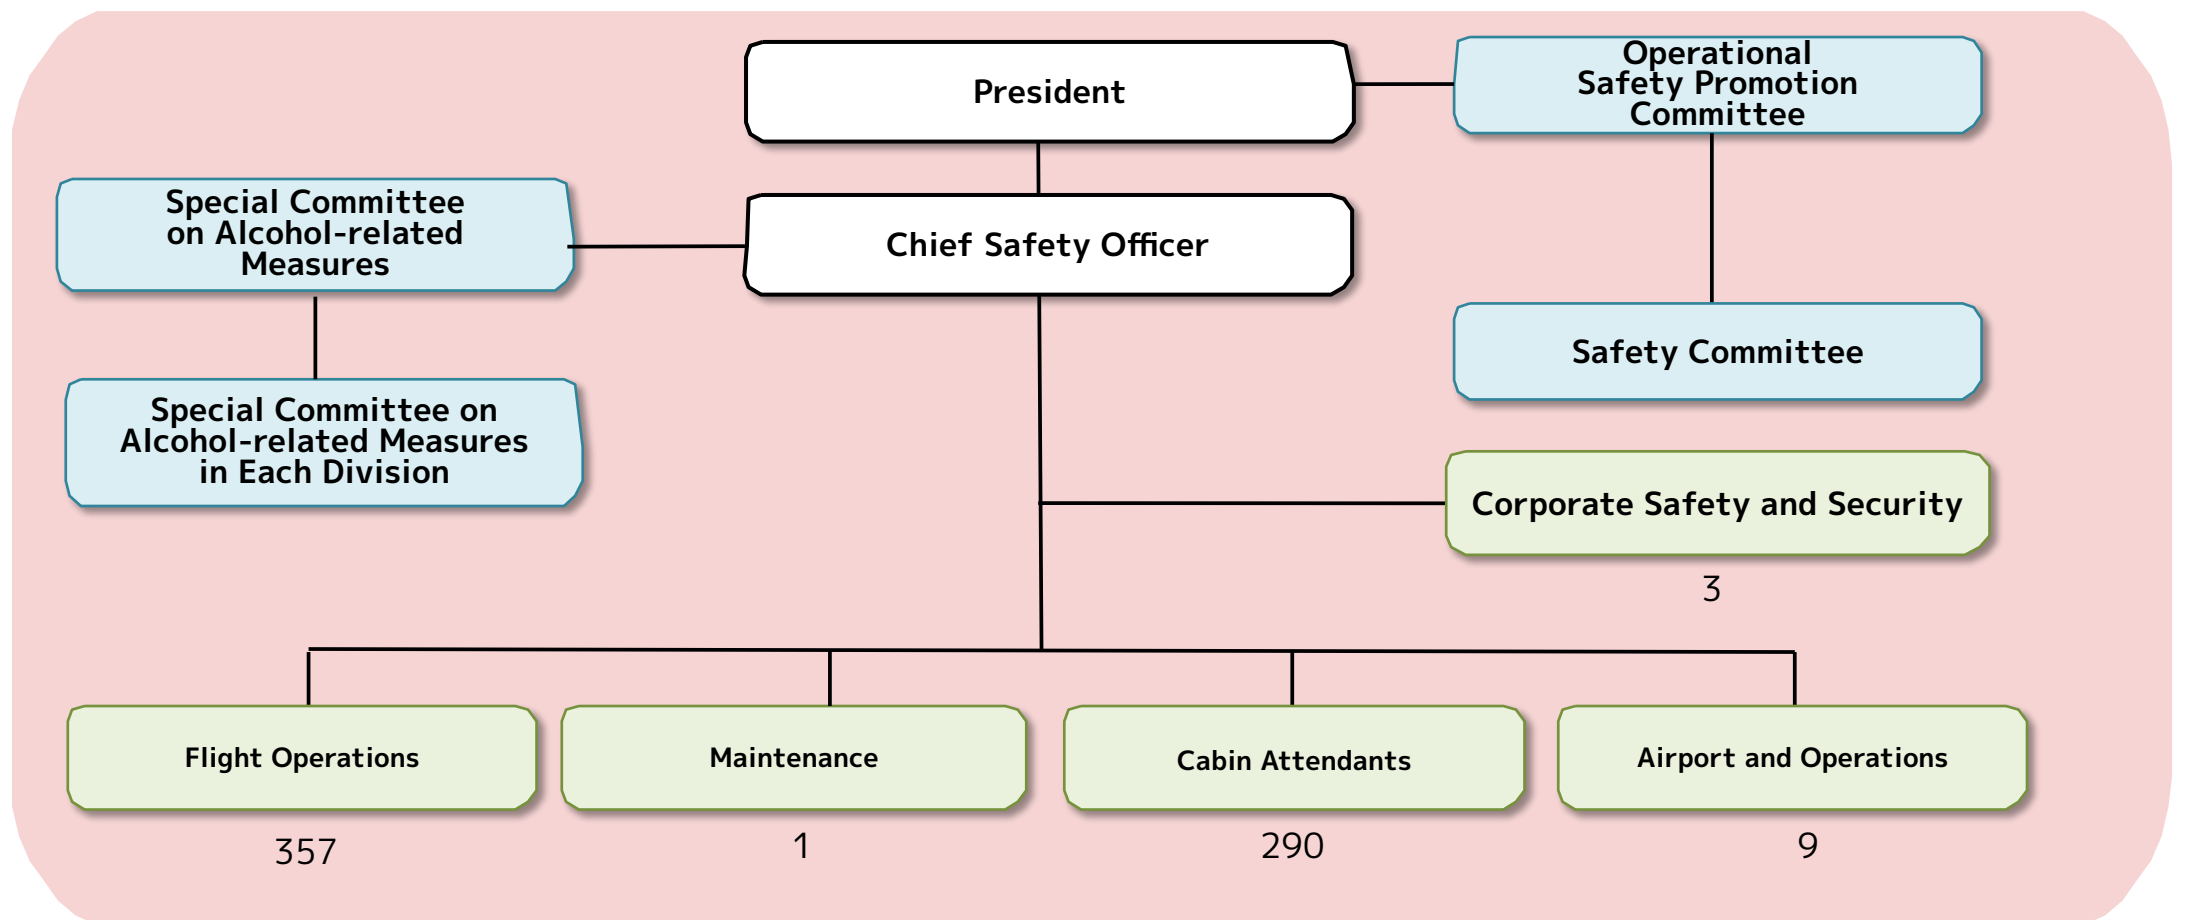 President
Operational
Safety Promotion
Committee
Special Committee
on Alcohol-related
Measures
Chief Safety Officer
Safety Committee
Special Committee on
Alcohol-related Measures
in Each Division
Corporate Safety and Security
3
Flight Operations
Maintenance
Cabin Attendants
Airport and Operations
357
1
290
9